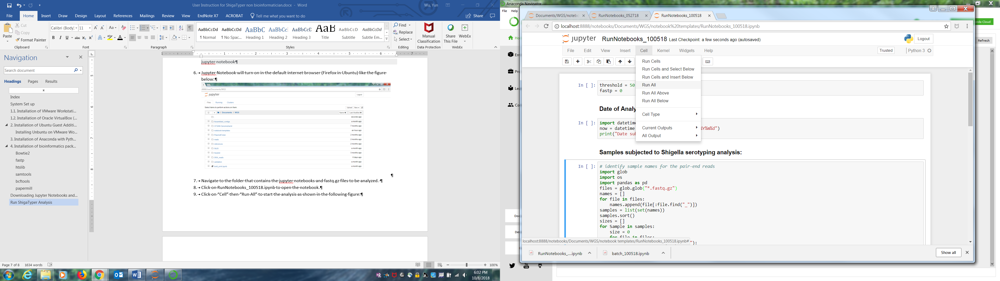 User Instruction for ShigaTyper non bioinformatician.docx - Word
Wu, Yun
File Home Insert Draw Design Layout References Mailings Review View EndNote X7 ACROBAT Tell me what you want to do Share
Paste Cut Copy Format Painter Clipboard
Calibri (Body) 11 Font
Paragraph
AaBbCcDd AaBbCcDd AaBbC AaBbC AaBbCcD AaB AaBbCcD AaBbCcDd
¶ Normal ¶ No Spac... Heading 1 Heading 2 Heading 3 Title Subtitle Subtle Em...
Styles
Find
Replace
Select
Editing
Manual Classification
Data Protection
Share This File WebEx
WebEx
Navigation
Search document
Headings Pages Results
Index
System Set up
1.1. Installation of VMware Workstati...
1.2. Installation of Oracle VirtualBox (...
2. Installation of Ubuntu Guest Additi...
Installing Unbuntu on VMware Wo...
3. Installation of Anaconda with Pyth...
4. Installation of bioinformatics pack...
Bowtie2
fastp
htslib
samtools
bcftools
papermill
Downloading Jupyter Notebooks and...
Run ShigaTyper Analysis
jupyter·notebook¶
6. Jupyter·Notebook·will·turn·on·in·the·default·internet·browser·(Firefox·in·Ubuntu)·like·the·figure·
below:¶
jupyter
Logout
Files Running Clusters
Select items to perform actions on them
Upload New
/ Documents / WGS Name Last Modified
seconds ago
Assembled_contigs a month ago
CFSAN Genometrackr 7 months ago
notebook templates an hour ago
PlasmidFinder 2 months ago
reads 2 months ago
references 2 months ago
a month ago
SeqSet 3 months ago
SRA_reads 6 days ago
validation a month ago
bold_print.ipynb a month ago
¶
7. Navigate·to·the·folder·that·contains·the·jupyter·notebooks·and·fastq.gz·files·to·be·analyzed.·¶
8. Click·on·RunNotebooks_100518.ipynb·to·open·the·notebook.¶
9. Click·on·“Cell”·then·“Run·All”·to·start·the·analysis·as·shown·in·the·following·figure:¶
Page 7 of 8 1634 words
100%
6:02 PM
10/8/2018
Anaconda Navigator
File Help
nda Cloud
Refresh
Documents/WGS/notebo RunNotebooks_052718 RunNotebooks_100518
localhost:8888/notebooks/Documents/WGS/notebook%20templates/RunNotebooks_100518.ipynb
jupyter RunNotebooks_100518 Last Checkpoint: a few seconds ago (autosaved)
Logout
File Edit View Insert Cell Kernel Widgets Help
Trusted Python 3
Run Cells
Run Cells and Select Below
Run Cells and Insert Below
Run All
Run All Above
Run All Below
Cell Type
Current Outputs
All Output
In [ ]: threshold = 50
fastp = 0
Date of Analy
In [ ]: import datetime
now = datetime %Y%m%d")
print("Date sub
Samples subjected to Shigella serotyping analysis:
In [ ]: # identify sample names for the pair-end reads
import glob
import os
import pandas as pd
files = glob.glob("*.fastq.gz")
names = []
for file in files:
names.append(file[:file.find("_")])
samples = list(set(names))
samples.sort()
sizes = []
for Sample in samples:
size = 0
for file in files:
"):
localhost:8888/notebooks/Documents/WGS/notebook templates/RunNotebooks_100518.ipynb#
RunNotebooks_....ipynb batch_100518.ipynb Show all